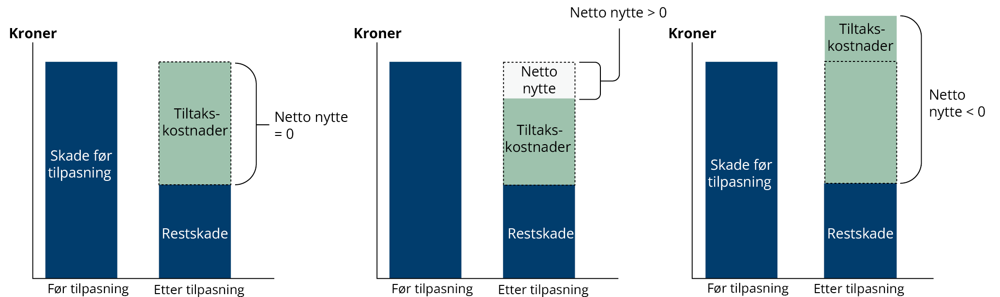 Kroner
Skade før
tilpasning
Tiltaks-
kostnader
Restskade
Netto nytte
= 0
Før tilpasning
Etter tilpasning
Netto nytte > 0
Kroner
Netto
nytte
Tiltaks-
kostnader
Restskade
Før tilpasning
Etter tilpasning
Kroner
Skade før
tilpasning
Tiltaks-
kostnader
Restskade
Netto
nytte < 0
Før tilpasning
Etter tilpasning